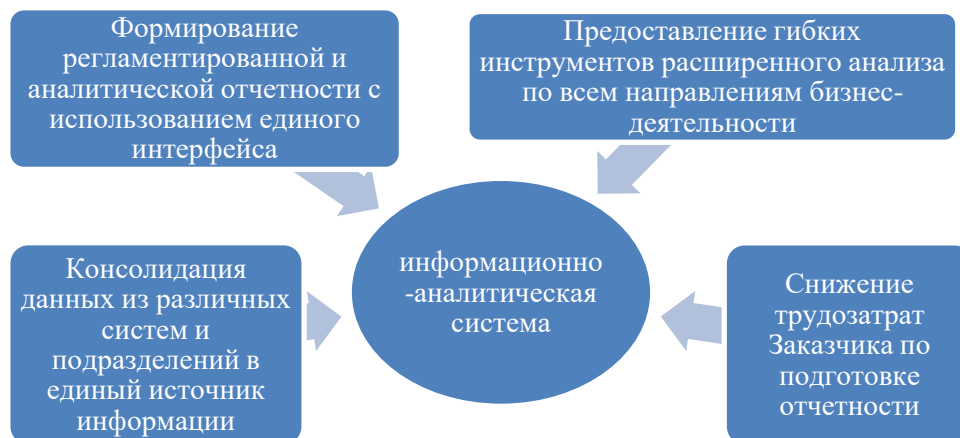 Формирование
регламентированной и
аналитической отчетности с
использованием единого
интерфейса
Предоставление гибких
инструментов расширенного анализа
по всем направлениям бизнес-
деятельности
информационно
-аналитическая
система
Консолидация
данных из различных
систем и
подразделений в
единый источник
информации
Снижение
трудозатрат
Заказчика по
подготовке
отчетности